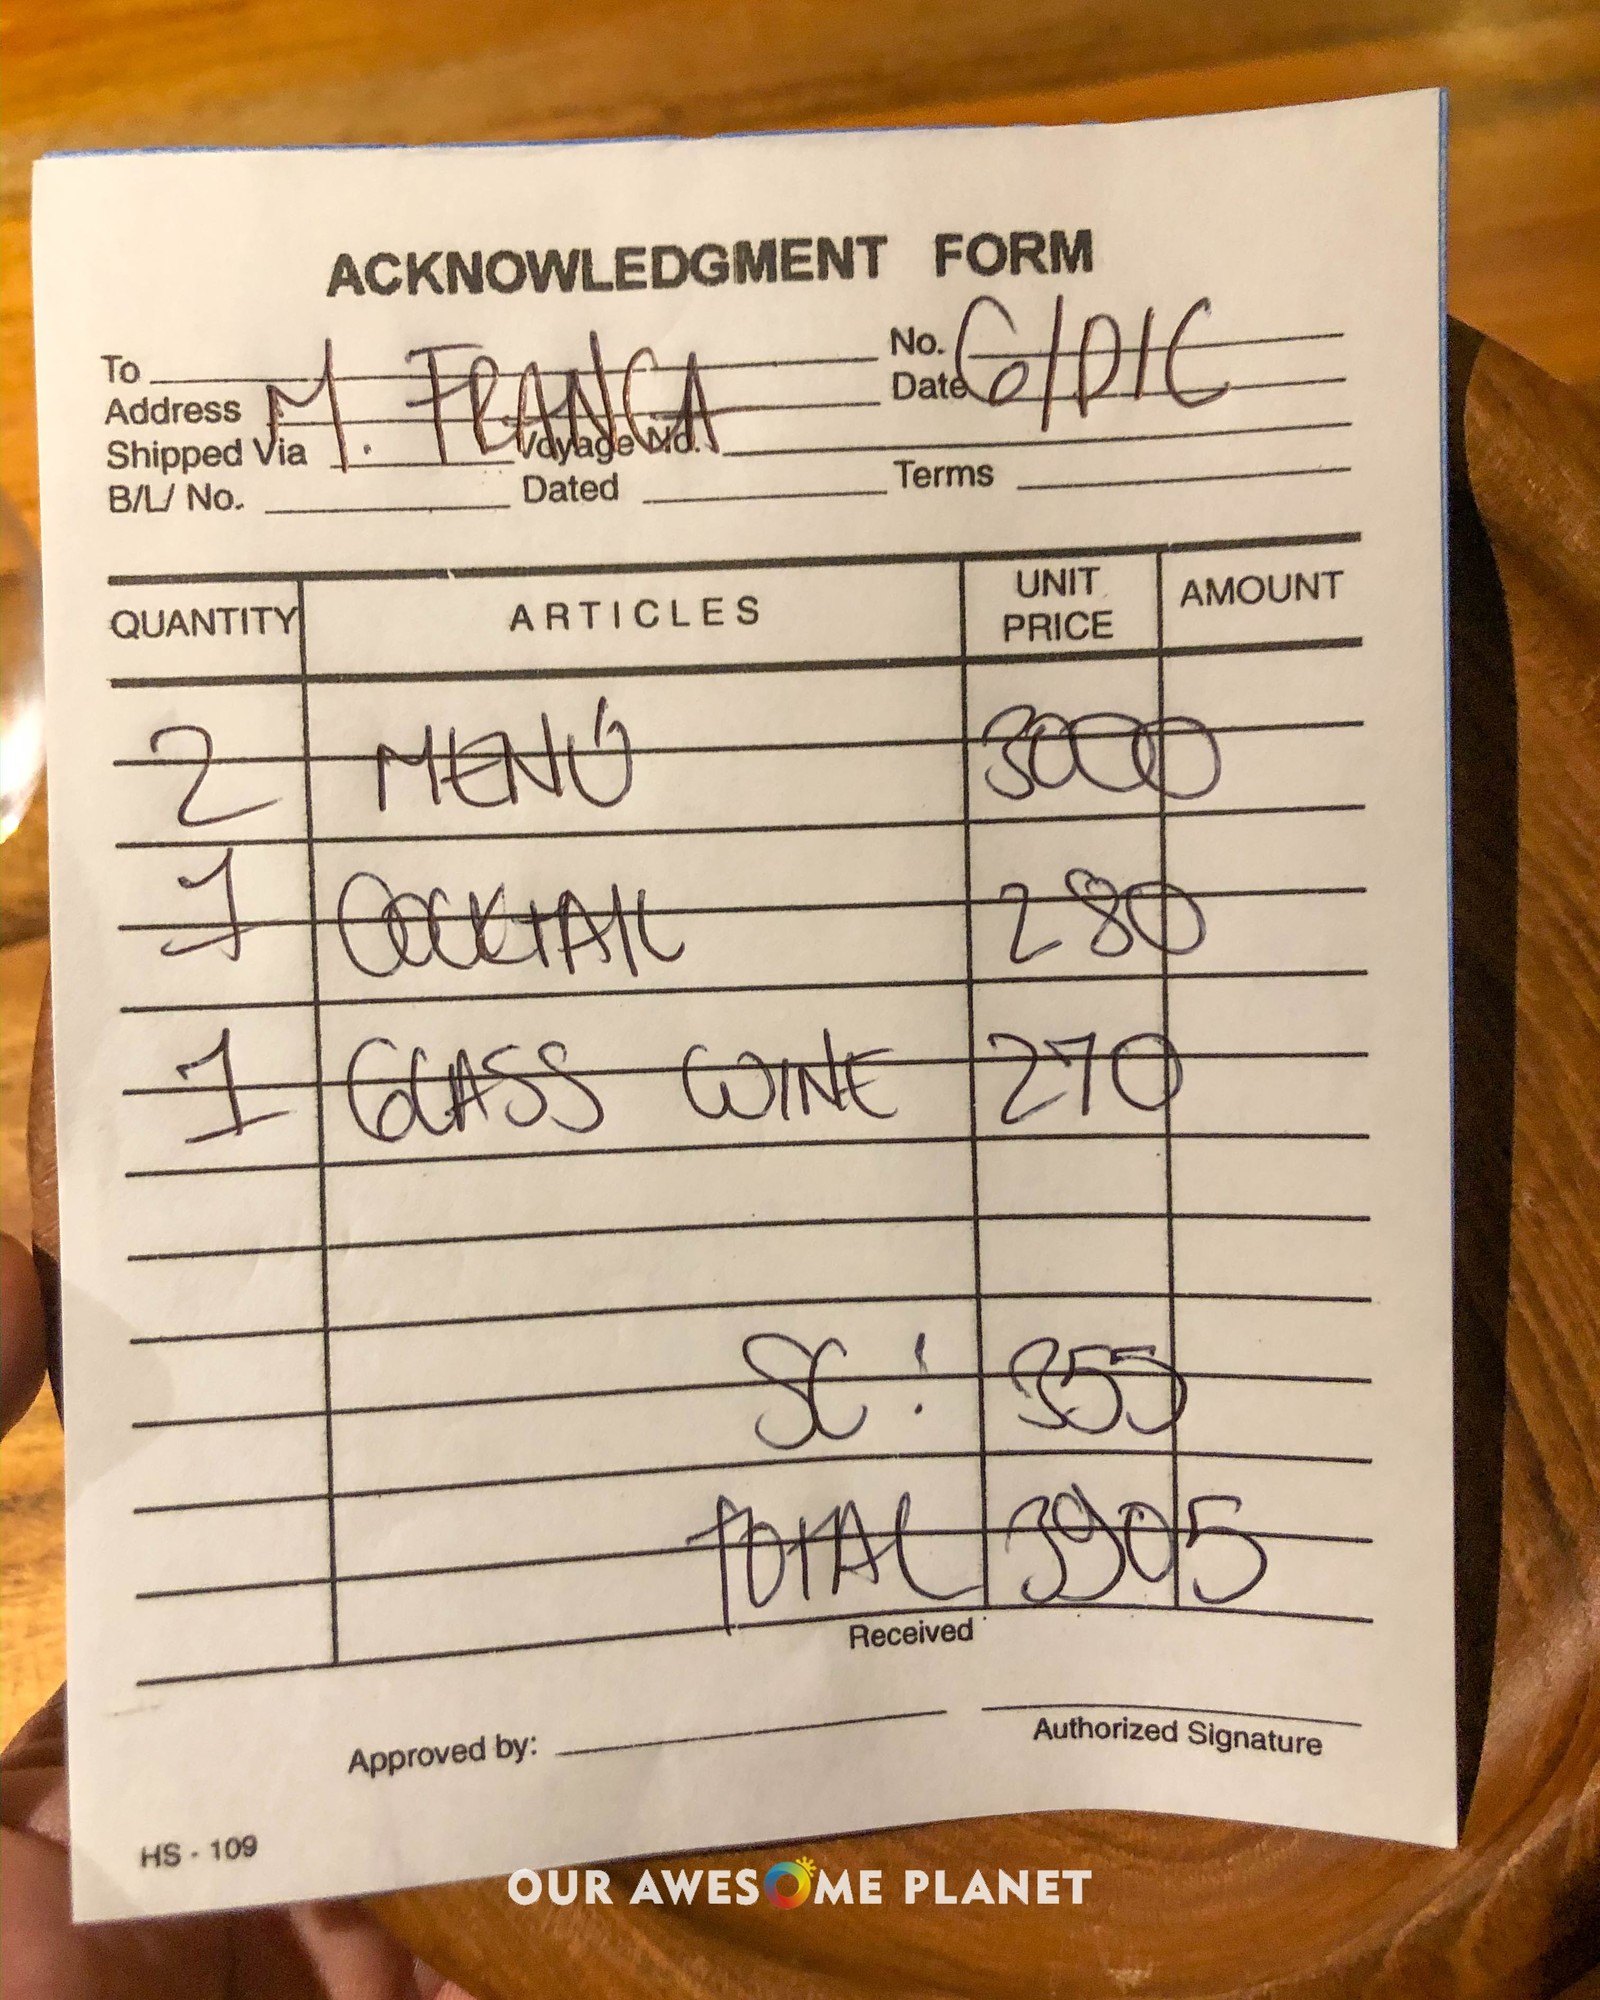 ACKNOWLEDGMENT FORM
To
No. 6/DIC
Address M. FRANCA
Date
Shipped Via Voyage No.
B/L/ No. Dated Terms
QUANTITY ARTICLES UNIT PRICE AMOUNT
2 MENÚ 3000
1 COCKTAIL 280
1 GLASS WINE 270
SC: 355
TOTAL 3905
Received
Approved by: Authorized Signature
HS - 109
OUR AWESOME PLANET